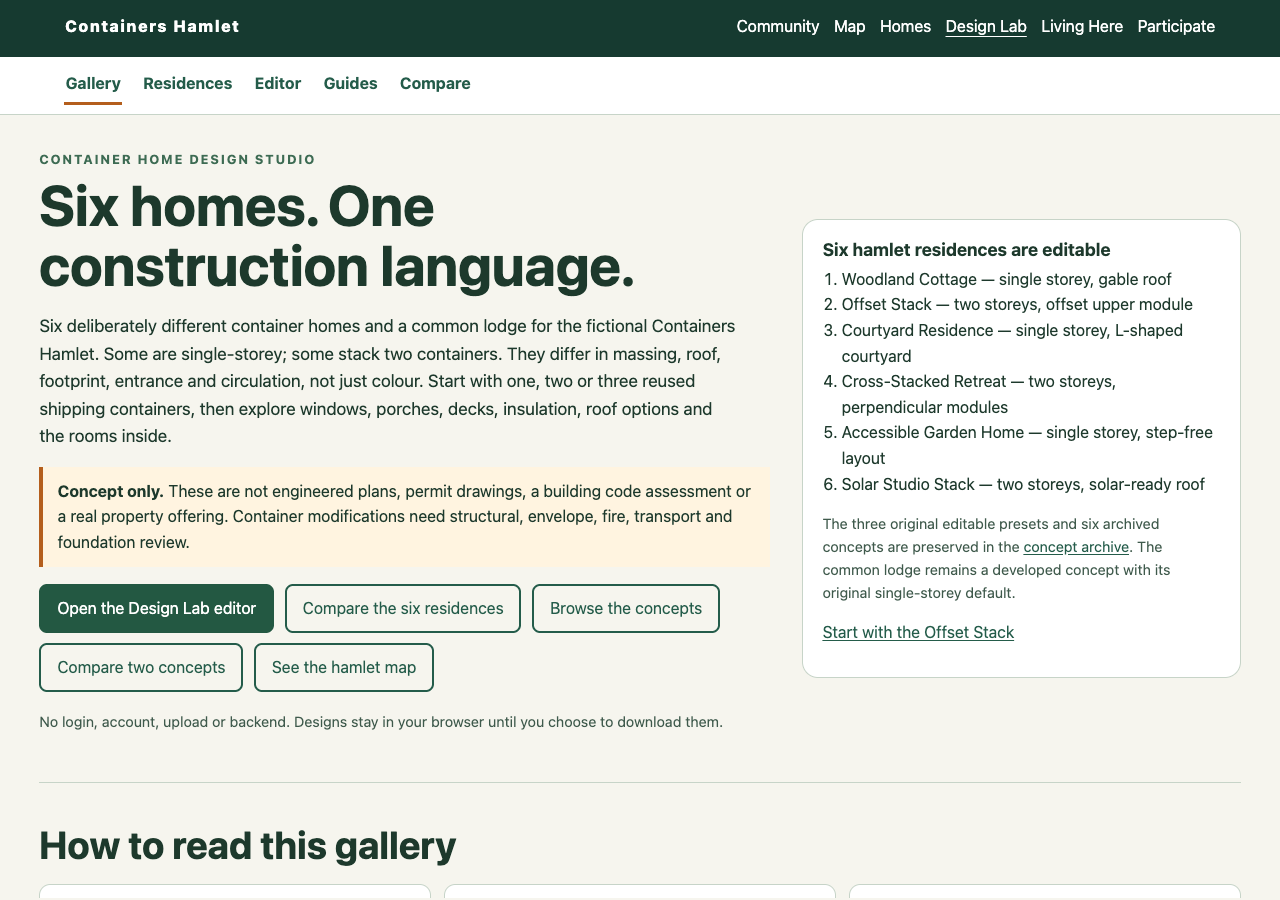 Containers Hamlet
Community Map Homes Design Lab Living Here Participate
Gallery Residences Editor Guides Compare
CONTAINER HOME DESIGN STUDIO
Six homes. One
construction language.
Six deliberately different container homes and a common lodge for the fictional Containers
Hamlet. Some are single-storey; some stack two containers. They differ in massing, roof,
footprint, entrance and circulation, not just colour. Start with one, two or three reused
shipping containers, then explore windows, porches, decks, insulation, roof options and
the rooms inside.
Concept only. These are not engineered plans, permit drawings, a building code assessment or
a real property offering. Container modifications need structural, envelope, fire, transport and
foundation review.
Open the Design Lab editor
Compare the six residences
Browse the concepts
Compare two concepts
See the hamlet map
No login, account, upload or backend. Designs stay in your browser until you choose to download them.
Six hamlet residences are editable
1. Woodland Cottage — single storey, gable roof
2. Offset Stack — two storeys, offset upper module
3. Courtyard Residence — single storey, L-shaped
courtyard
4. Cross-Stacked Retreat — two storeys,
perpendicular modules
5. Accessible Garden Home — single storey, step-free
layout
6. Solar Studio Stack — two storeys, solar-ready roof
The three original editable presets and six archived
concepts are preserved in the concept archive. The
common lodge remains a developed concept with its
original single-storey default.
Start with the Offset Stack
How to read this gallery